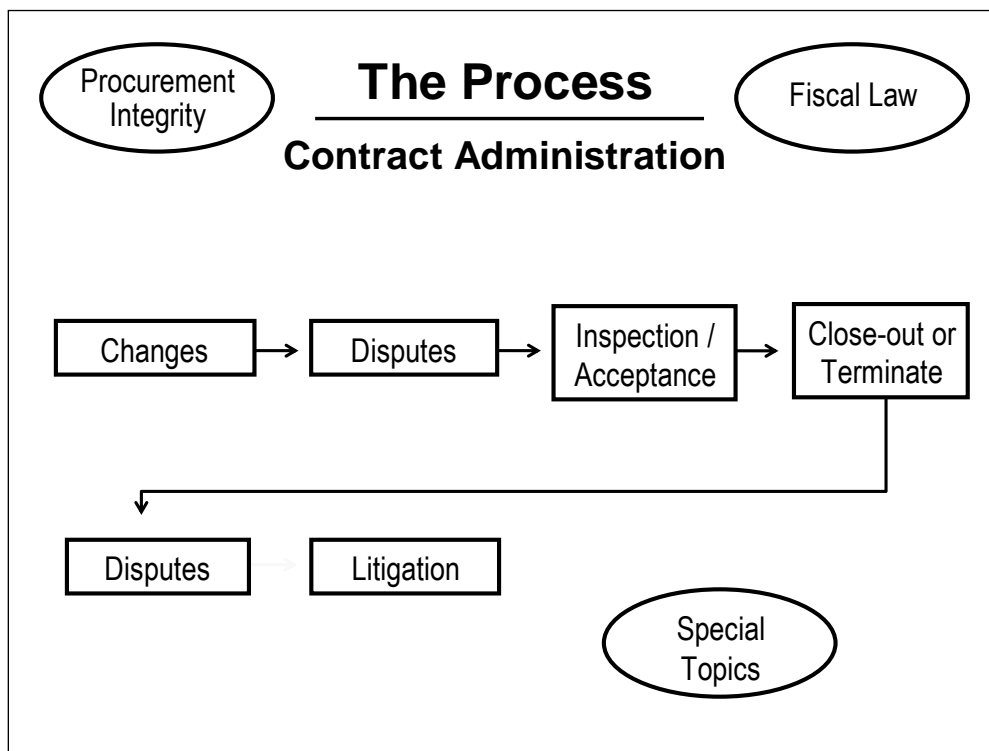 Procurement
Integrity
The Process
Contract Administration
Fiscal Law
Changes
Disputes
Inspection /
Acceptance
Close-out or
Terminate
Disputes
Litigation
Special
Topics